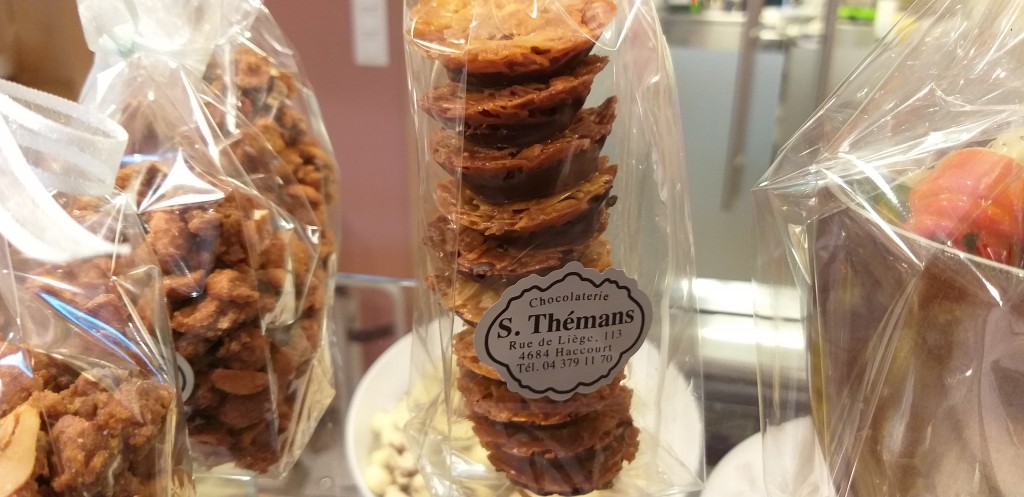 Chocolaterie
S. Thémans
Rue de Liège, 113
4684 Haccourt
Tél. 04 379 11 70